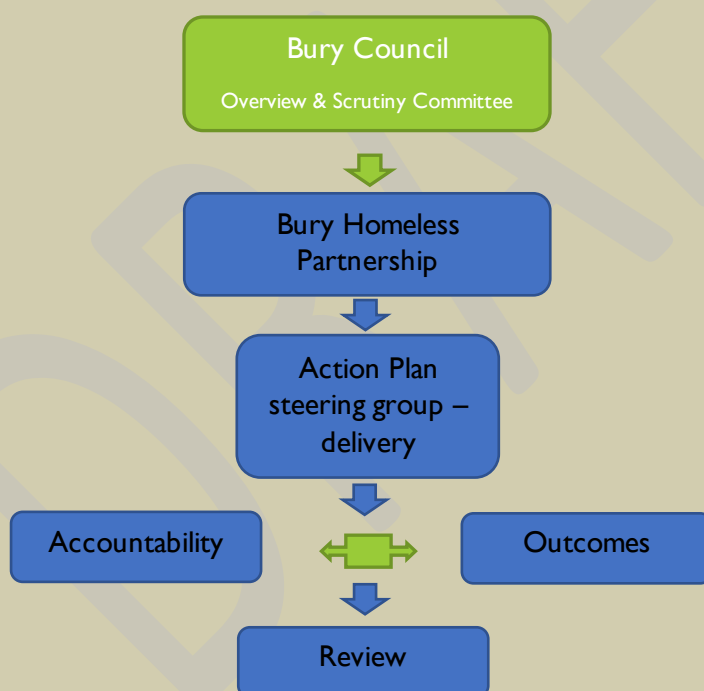 Bury Council
Overview & Scrutiny Committee
Bury Homeless
Partnership
Action Plan
steering group –
delivery
Accountability
Outcomes
Review